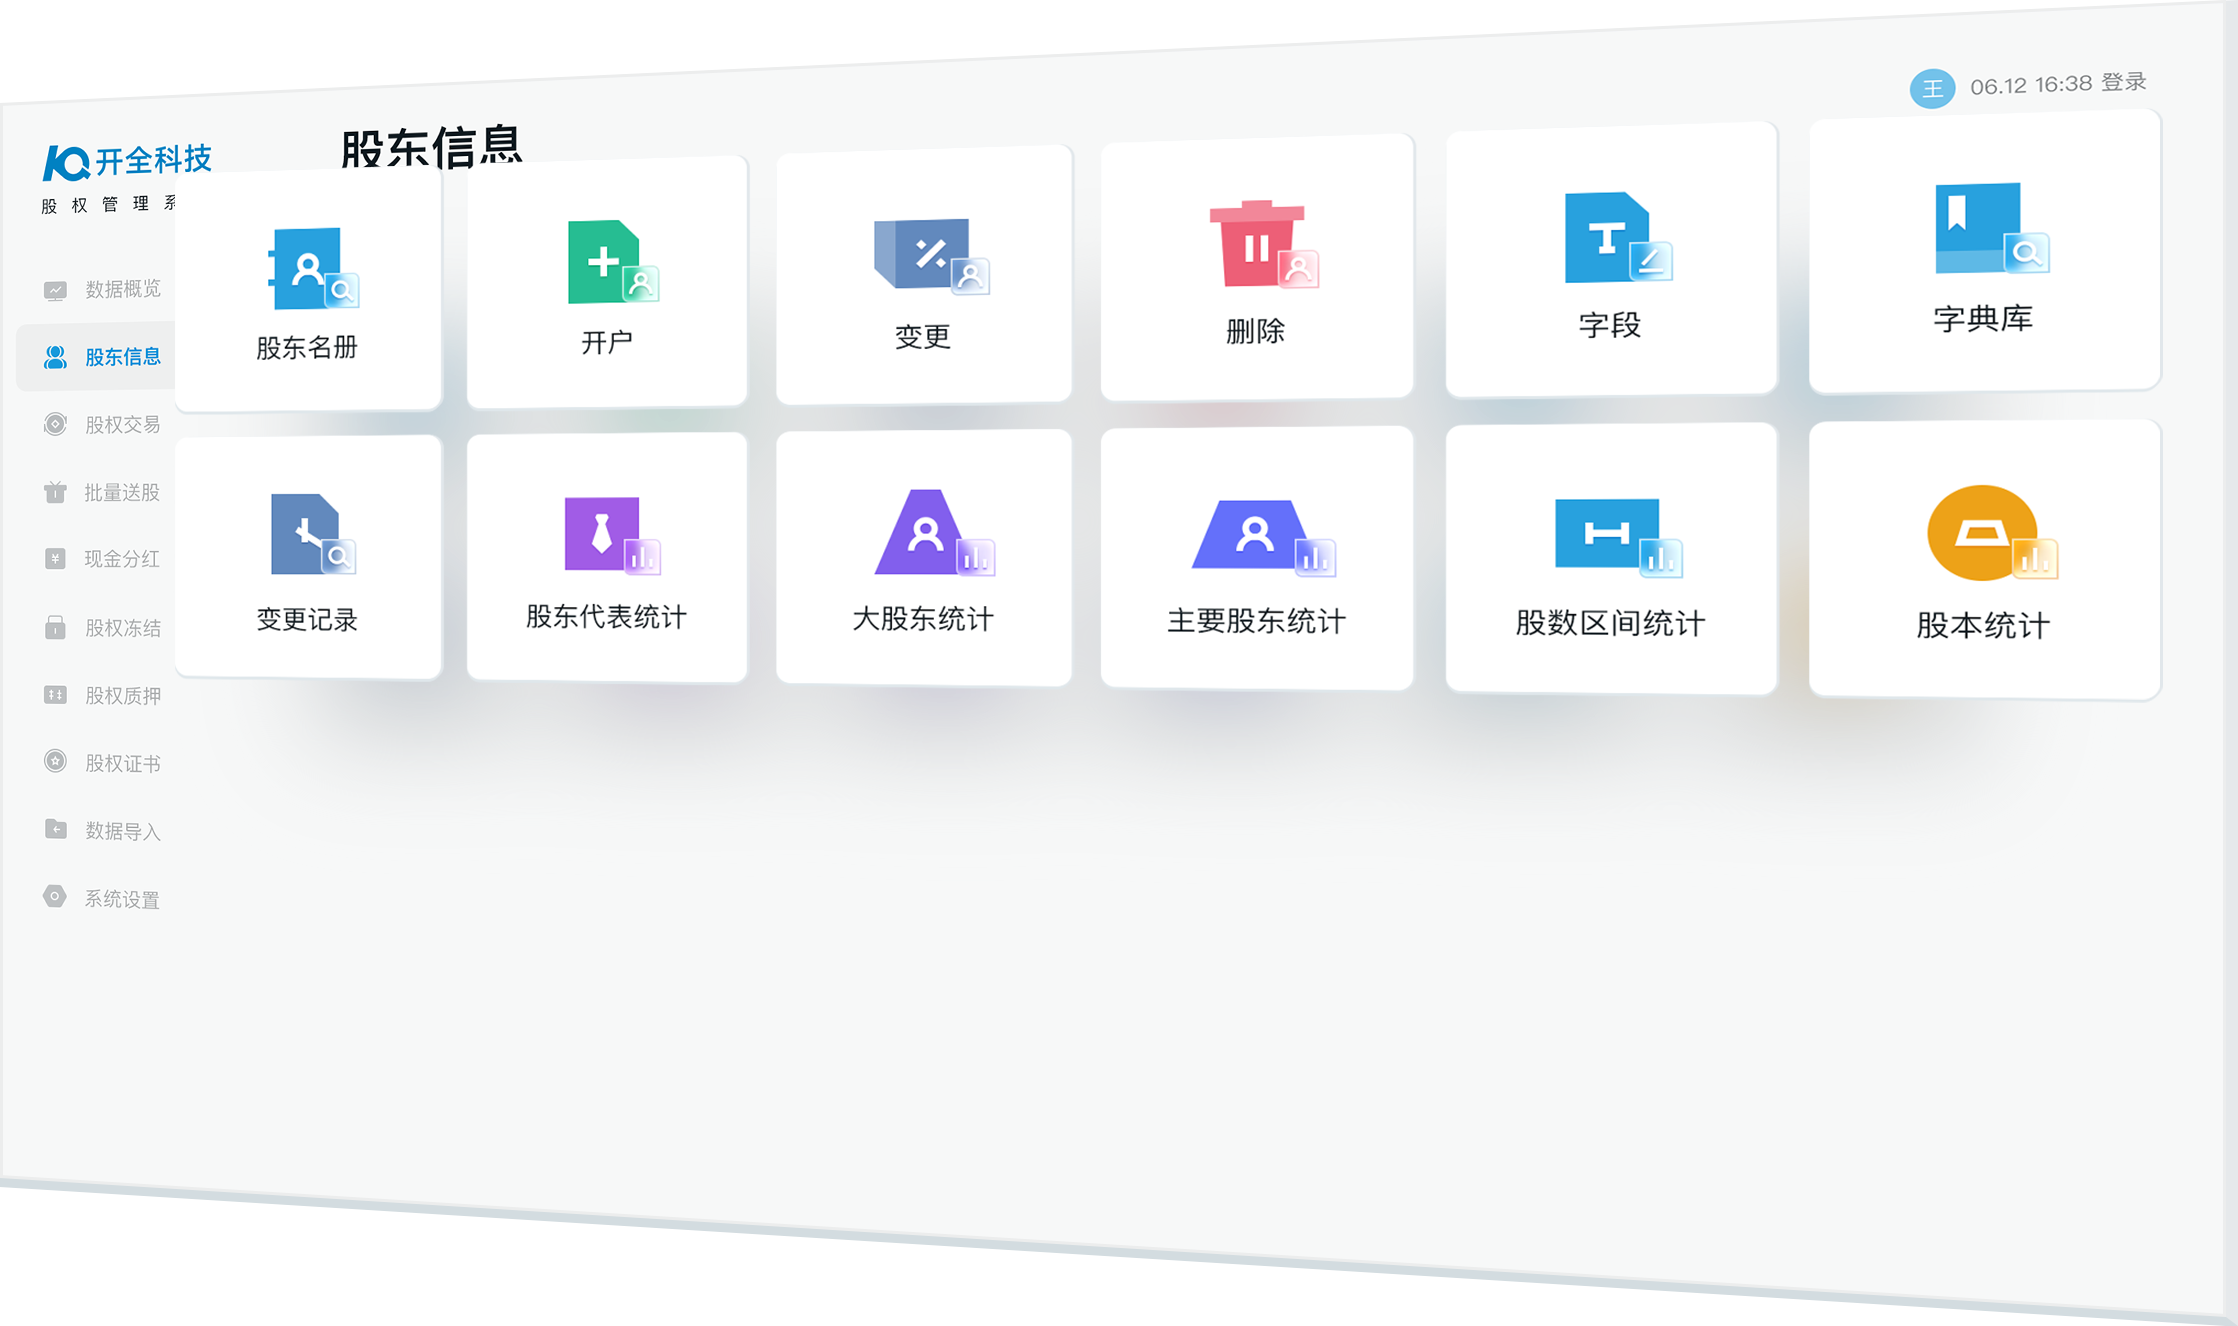 王 06.12 16:38 登录
开全科技
股权管理系
股东信息
数据概览
股东信息
股权交易
批量送股
现金分红
股权冻结
股权质押
股权证书
数据导入
系统设置
股东名册
开户
变更
删除
字段
字典库
变更记录
股东代表统计
大股东统计
主要股东统计
股数区间统计
股本统计